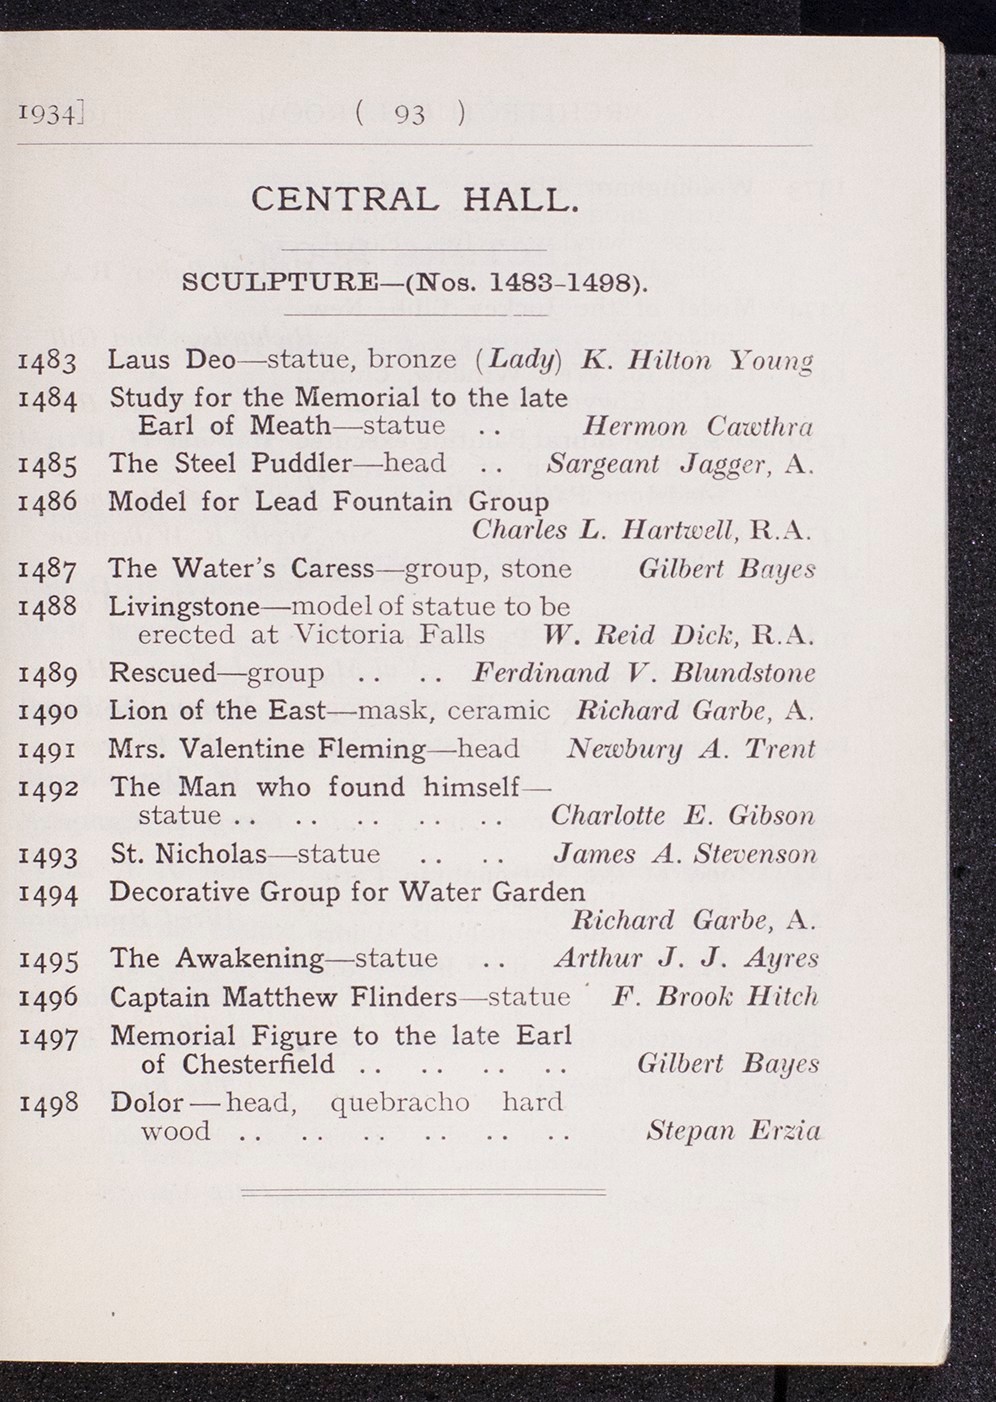 1934] ( 93 )
CENTRAL HALL.
SCULPTURE—(Nos. 1483-1498).
1483 Laus Deo—statue, bronze (Lady) K. Hilton Young
1484 Study for the Memorial to the late
Earl of Meath—statue .. Hermon Cawthra
1485 The Steel Puddler—head .. Sargeant Jagger, A.
1486 Model for Lead Fountain Group
Charles L. Hartwell, R.A.
1487 The Water's Caress—group, stone Gilbert Bayes
1488 Livingstone—model of statue to be
erected at Victoria Falls W. Reid Dick, R.A.
1489 Rescued—group .. .. Ferdinand V. Blundstone
1490 Lion of the East—mask, ceramic Richard Garbe, A.
1491 Mrs. Valentine Fleming—head Newbury A. Trent
1492 The Man who found himself—
statue .. .. .. .. .. Charlotte E. Gibson
1493 St. Nicholas—statue .. .. James A. Stevenson
1494 Decorative Group for Water Garden
Richard Garbe, A.
1495 The Awakening—statue .. Arthur J. J. Ayres
1496 Captain Matthew Flinders—statue F. Brook Hitch
1497 Memorial Figure to the late Earl
of Chesterfield .. .. .. .. Gilbert Bayes
1498 Dolor—head, quebracho hard
wood .. .. .. .. .. .. Stepan Erzia